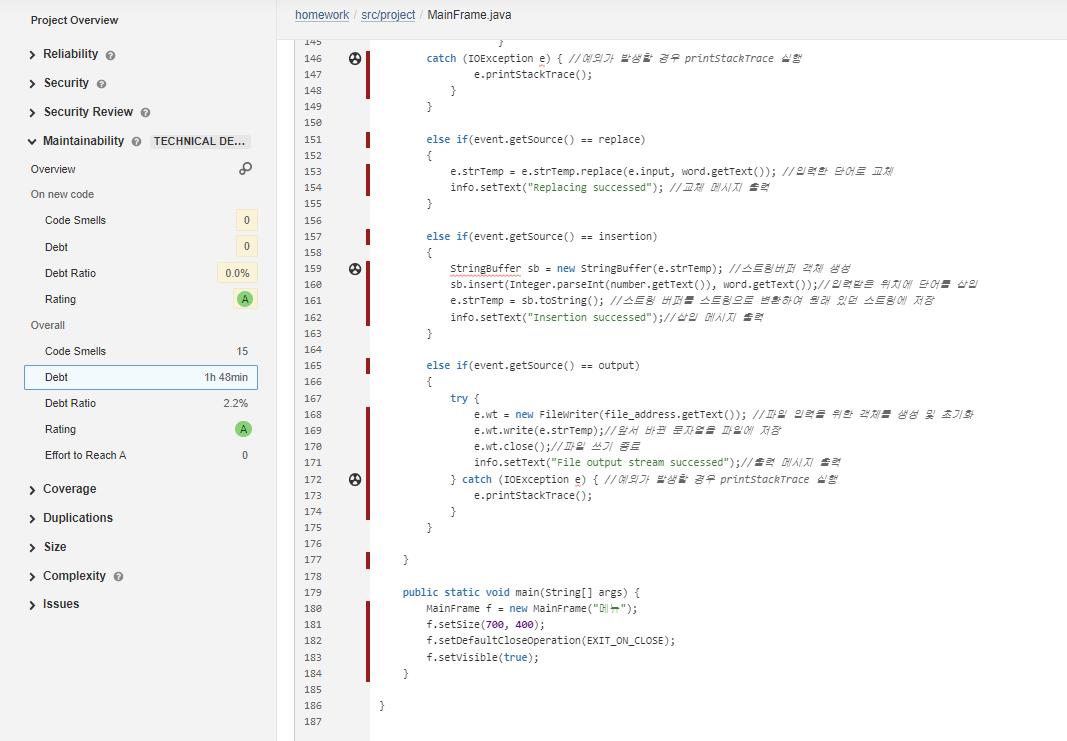 Project Overview
homework / src/project / MainFrame.java
Reliability
Security
Security Review
Maintainability TECHNICAL DE...
Overview
On new code
Code Smells 0
Debt 0
Debt Ratio 0.0%
Rating A
Overall
Code Smells 15
Debt 1h 48min
Debt Ratio 2.2%
Rating A
Effort to Reach A 0
Coverage
Duplications
Size
Complexity
Issues
145 }
146 catch (IOException e) { //예외가 발생할 경우 printStackTrace 실행
147 e.printStackTrace();
148 }
149 }
150
151 else if(event.getSource() == replace)
152 {
153 e.strTemp = e.strTemp.replace(e.input, word.getText()); //입력한 단어로 교체
154 info.setText("Replacing successed"); //교체 메시지 출력
155 }
156
157 else if(event.getSource() == insertion)
158 {
159 StringBuffer sb = new StringBuffer(e.strTemp); //스트링버퍼 객체 생성
160 sb.insert(Integer.parseInt(number.getText()), word.getText());//입력받은 위치에 단어를 삽입
161 e.strTemp = sb.toString(); //스트링 버퍼를 스트링으로 변환하여 원래 있던 스트링에 저장
162 info.setText("Insertion successed");//삽입 메시지 출력
163 }
164
165 else if(event.getSource() == output)
166 {
167 try {
168 e.wt = new FileWriter(file_address.getText()); //파일 입력을 위한 객체를 생성 및 초기화
169 e.wt.write(e.strTemp);//앞서 바뀐 문자열을 파일에 저장
170 e.wt.close();//파일 쓰기 종료
171 info.setText("File output stream successed");//출력 메시지 출력
172 } catch (IOException e) { //예외가 발생할 경우 printStackTrace 실행
173 e.printStackTrace();
174 }
175 }
176
177 }
178
179 public static void main(String[] args) {
180 MainFrame f = new MainFrame("메뉴");
181 f.setSize(700, 400);
182 f.setDefaultCloseOperation(EXIT_ON_CLOSE);
183 f.setVisible(true);
184 }
185
186 }
187